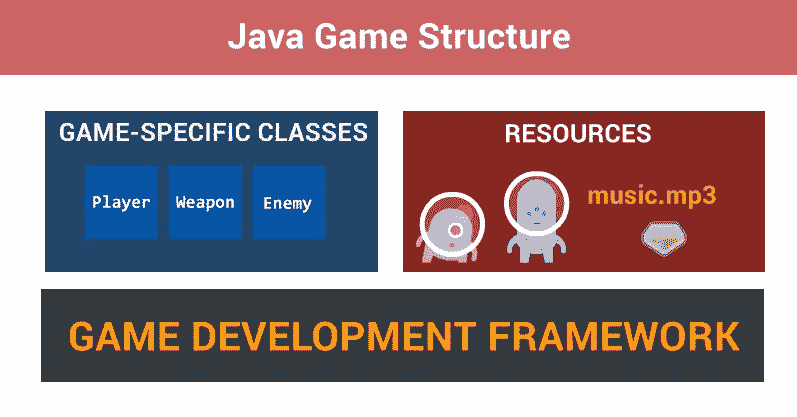 Java Game Structure
GAME-SPECIFIC CLASSES
Player Weapon Enemy
RESOURCES
music.mp3
GAME DEVELOPMENT FRAMEWORK